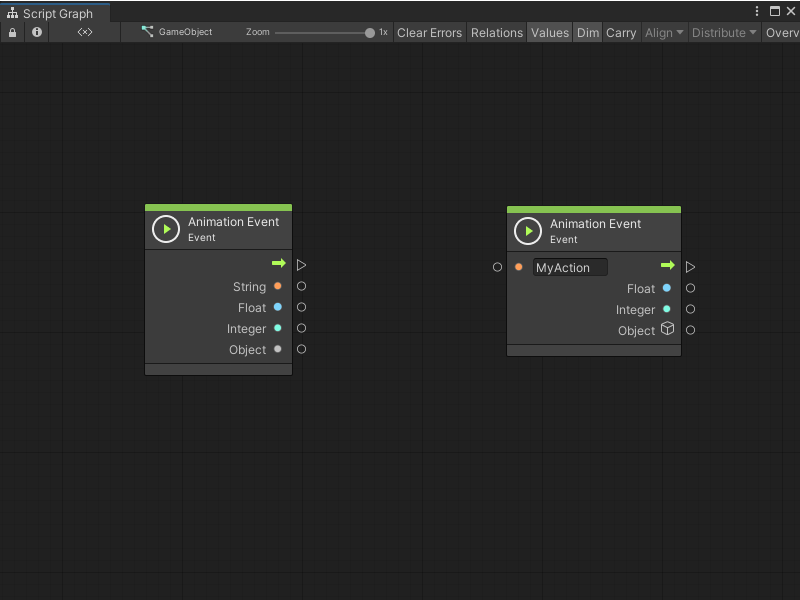 Script Graph
GameObject
Zoom
1x
Clear Errors
Relations
Values
Dim
Carry
Align
Distribute
Overv
Animation Event
Event
String
Float
Integer
Object
Animation Event
Event
MyAction
Float
Integer
Object